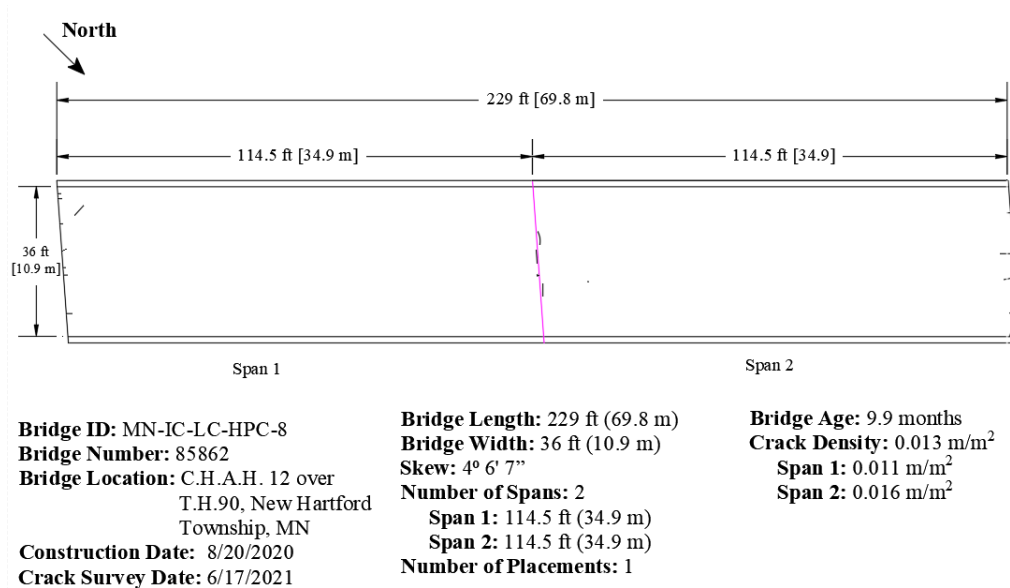 North
229 ft [69.8 m]
114.5 ft [34.9 m]
114.5 ft [34.9]
36 ft
[10.9 m]
Span 1
Span 2
Bridge ID: MN-IC-LC-HPC-8
Bridge Number: 85862
Bridge Location: C.H.A.H. 12 over
T.H.90, New Hartford
Township, MN
Construction Date: 8/20/2020
Crack Survey Date: 6/17/2021
Bridge Length: 229 ft (69.8 m)
Bridge Width: 36 ft (10.9 m)
Skew: 4º 6' 7”
Number of Spans: 2
Span 1: 114.5 ft (34.9 m)
Span 2: 114.5 ft (34.9 m)
Number of Placements: 1
Bridge Age: 9.9 months
Crack Density: 0.013 m/m²
Span 1: 0.011 m/m²
Span 2: 0.016 m/m²